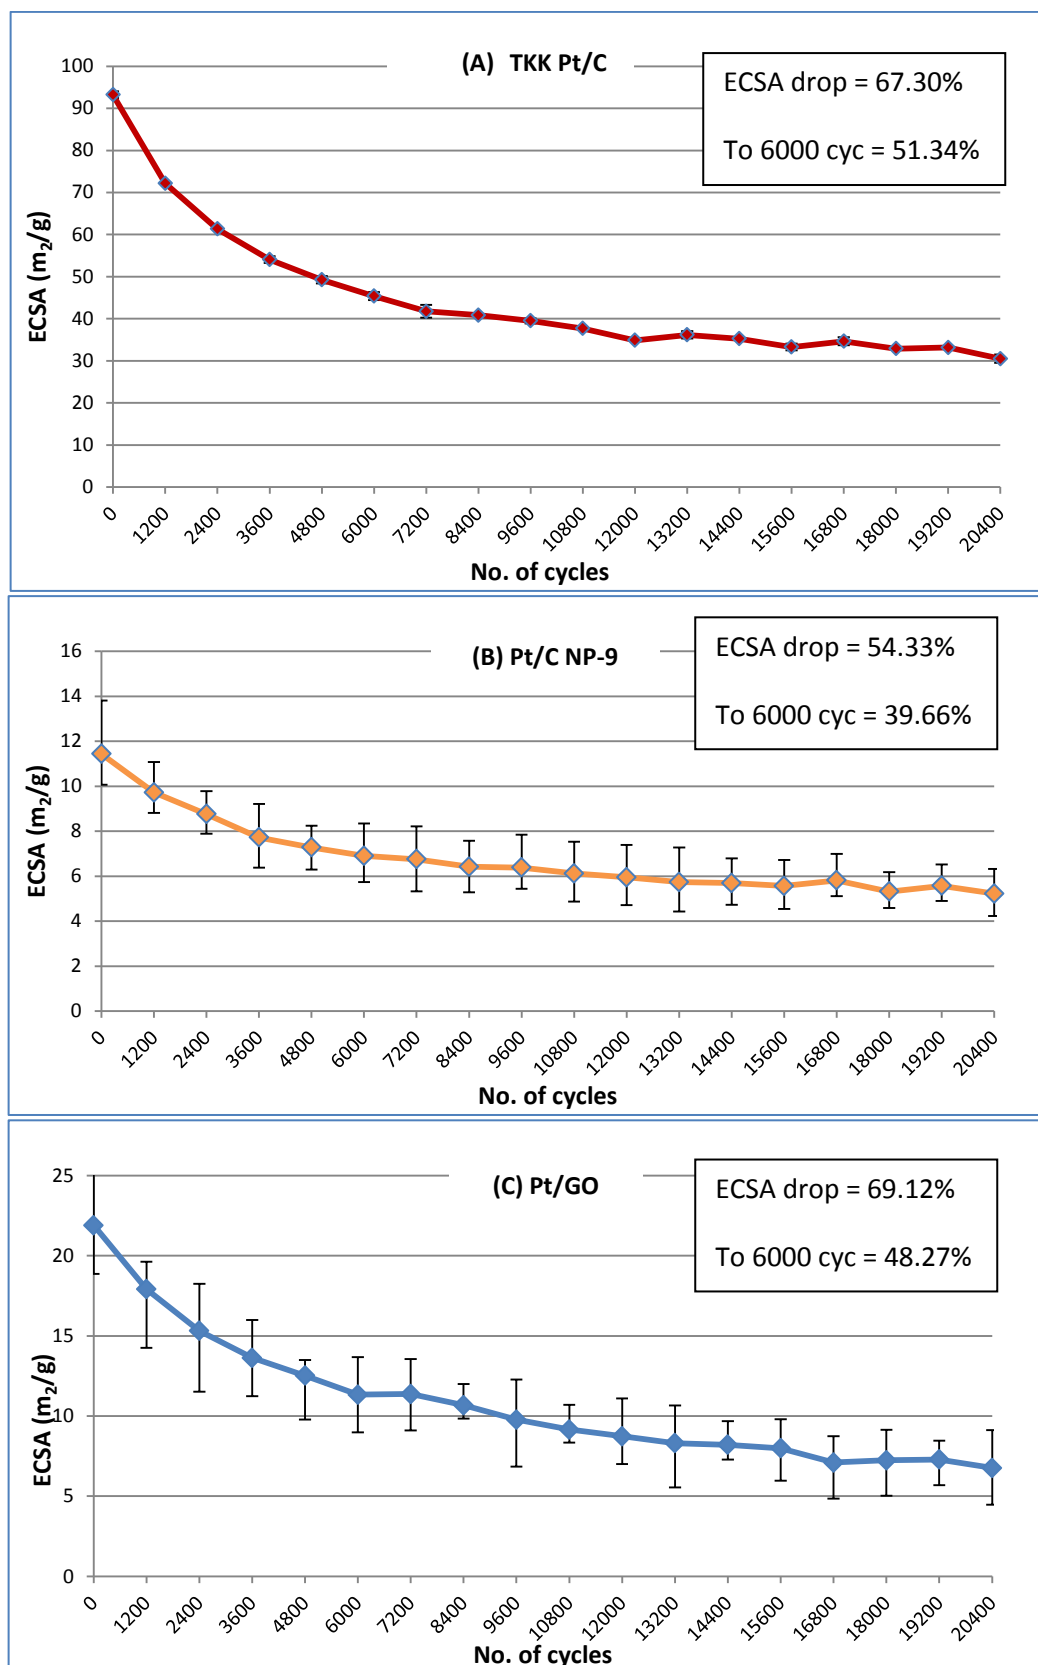 (A) TKK Pt/C
ECSA drop = 67.30%
To 6000 cyc = 51.34%
ECSA (m2/g)
100
90
80
70
60
50
40
30
20
10
0
0 1200 2400 3600 4800 6000 7200 8400 9600 10800 12000 13200 14400 15600 16800 18000 19200 20400
No. of cycles
(B) Pt/C NP-9
ECSA drop = 54.33%
To 6000 cyc = 39.66%
ECSA (m2/g)
16
14
12
10
8
6
4
2
0
0 1200 2400 3600 4800 6000 7200 8400 9600 10800 12000 13200 14400 15600 16800 18000 19200 20400
No. of cycles
(C) Pt/GO
ECSA drop = 69.12%
To 6000 cyc = 48.27%
ECSA (m2/g)
25
20
15
10
5
0
0 1200 2400 3600 4800 6000 7200 8400 9600 10800 12000 13200 14400 15600 16800 18000 19200 20400
No. of cycles